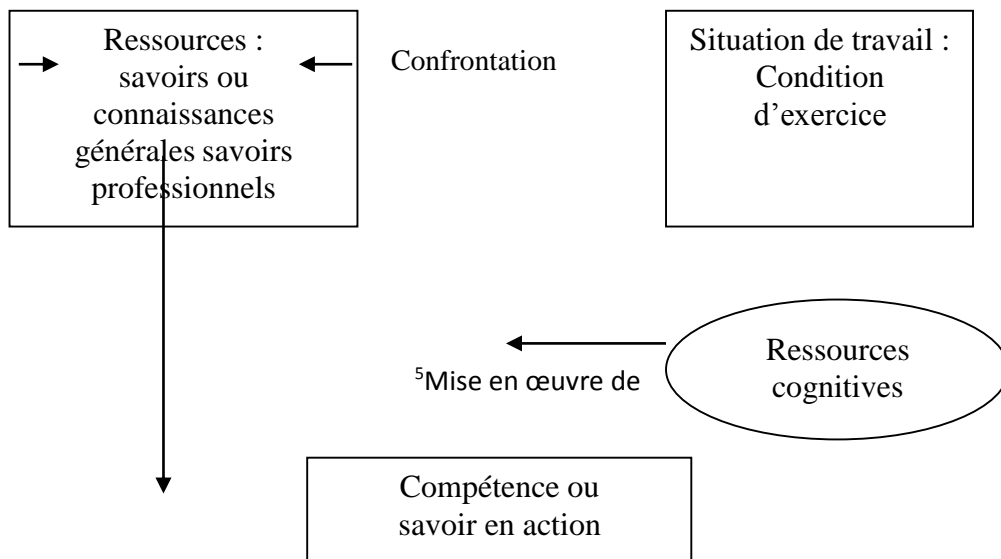 Ressources :
savoirs ou
connaissances
générales savoirs
professionnels
Confrontation
Situation de travail :
Condition
d’exercice
⁵Mise en œuvre de
Ressources
cognitives
Compétence ou
savoir en action